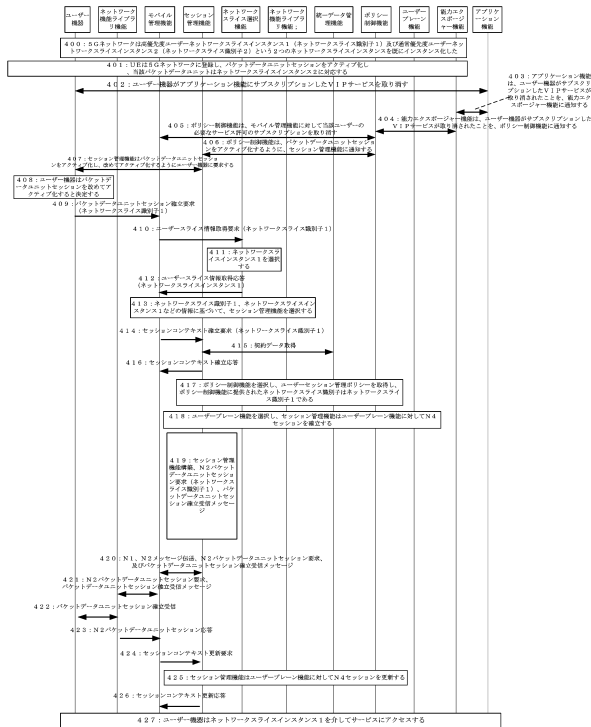 ユーザー
機器
ネットワーク
機能ライブラ
リ機能
モバイル
管理機能
セッション
管理機能
ネットワーク
スライス選択
機能
ネットワーク
機能ライブラ
リ機能；
統一データ管
理機能
ポリシー
制御機能
ユーザー
プレーン
機能
能力エクス
ポージャ
ー機能
アプリケ
ーション
機能
４００：５Ｇネットワークは高優先度ユーザーネットワークスライスインスタンス１（ネットワークスライス識別子１）及び通常優先度ユーザーネッ
トワークスライスインスタンス２（ネットワークスライス識別子２）という２つのネットワークスライスインスタンスを既にインスタンス化した
４０１：ＵＥは５Ｇネットワークに登録し、パケットデータユニットセッションをアクティブ化し
、当該パケットデータユニットはネットワークスライスインスタンス２に対応する
４０２：ユーザー機器がアプリケーション機能にサブスクリプションしたＶＩＰサービスを取り消す
４０３：アプリケーション機能
は、ユーザー機器がサブスクリ
プションしたＶＩＰサービスが
取り消されたことを、能力エク
スポージャー機能に通知する
４０４：能力エクスポージャー機能は、ユーザー機器がサブスクリプションした
ＶＩＰサービスが取り消されたことを、ポリシー制御機能に通知する
４０５：ポリシー制御機能は、モバイル管理機能に対して当該ユーザーの
必要なサービス許可のサブスクリプションを取り消す
４０６：ポリシー制御機能は、パケットデータユニットセッショ
ンをアクティブ化するように、セッション管理機能に通知する
４０７：セッション管理機能はパケットデータユニットセッショ
ンをアクティブ化し、改めてアクティブ化するようにユーザー機器に要求する
４０８：ユーザー機器はパケットデ
ータユニットセッションを改めてア
クティブ化すると決定する
４０９：パケットデータユニットセッション確立要求
（ネットワークスライス識別子１）
４１０：ユーザースライス情報取得要求（ネットワークスライス識別子１）
４１１：ネットワークスラ
イスインスタンス１を選択
する
４１２：ユーザースライス情報取得応答
（ネットワークスライスインスタンス１）
４１３：ネットワークスライス識別子１、ネットワークスライスイン
スタンス１などの情報に基づいて、セッション管理機能を選択する
４１４：セッションコンテキスト確立要求（ネットワークスライス識別子１）
４１５：契約データ取得
４１６：セッションコンテキスト確立応答
４１７：ポリシー制御機能を選択し、ユーザーセッション管理ポリシーを取得し、
ポリシー制御機能に提供されたネットワークスライス識別子はネットワークスライ
ス識別子１である
４１８：ユーザープレーン機能を選択し、セッション管理機能はユーザープレーン機能に対してＮ４
セッションを確立する
４１９：セッション管理
機能構築、Ｎ２パケット
データユニットセッショ
ン要求（ネットワークス
ライス識別子１）、パケ
ットデータユニットセッ
ション確立受信メッセー
ジ
４２０：Ｎ１、Ｎ２メッセージ伝送、Ｎ２パケットデータユニットセッション要求、
及びパケットデータユニットセッション確立受信メッセージ
４２１：Ｎ２パケットデータユニットセッション要求、
パケットデータユニットセッション確立受信メッセージ
４２２：パケットデータユニットセッション確立受信
４２３：Ｎ２パケットデータユニットセッション応答
４２４：セッションコンテキスト更新要求
４２５：セッション管理機能はユーザープレーン機能に対してＮ４セッションを更新する
４２６：セッションコンテキスト更新応答
４２７：ユーザー機器はネットワークスライスインスタンス１を介してサービスにアクセスする